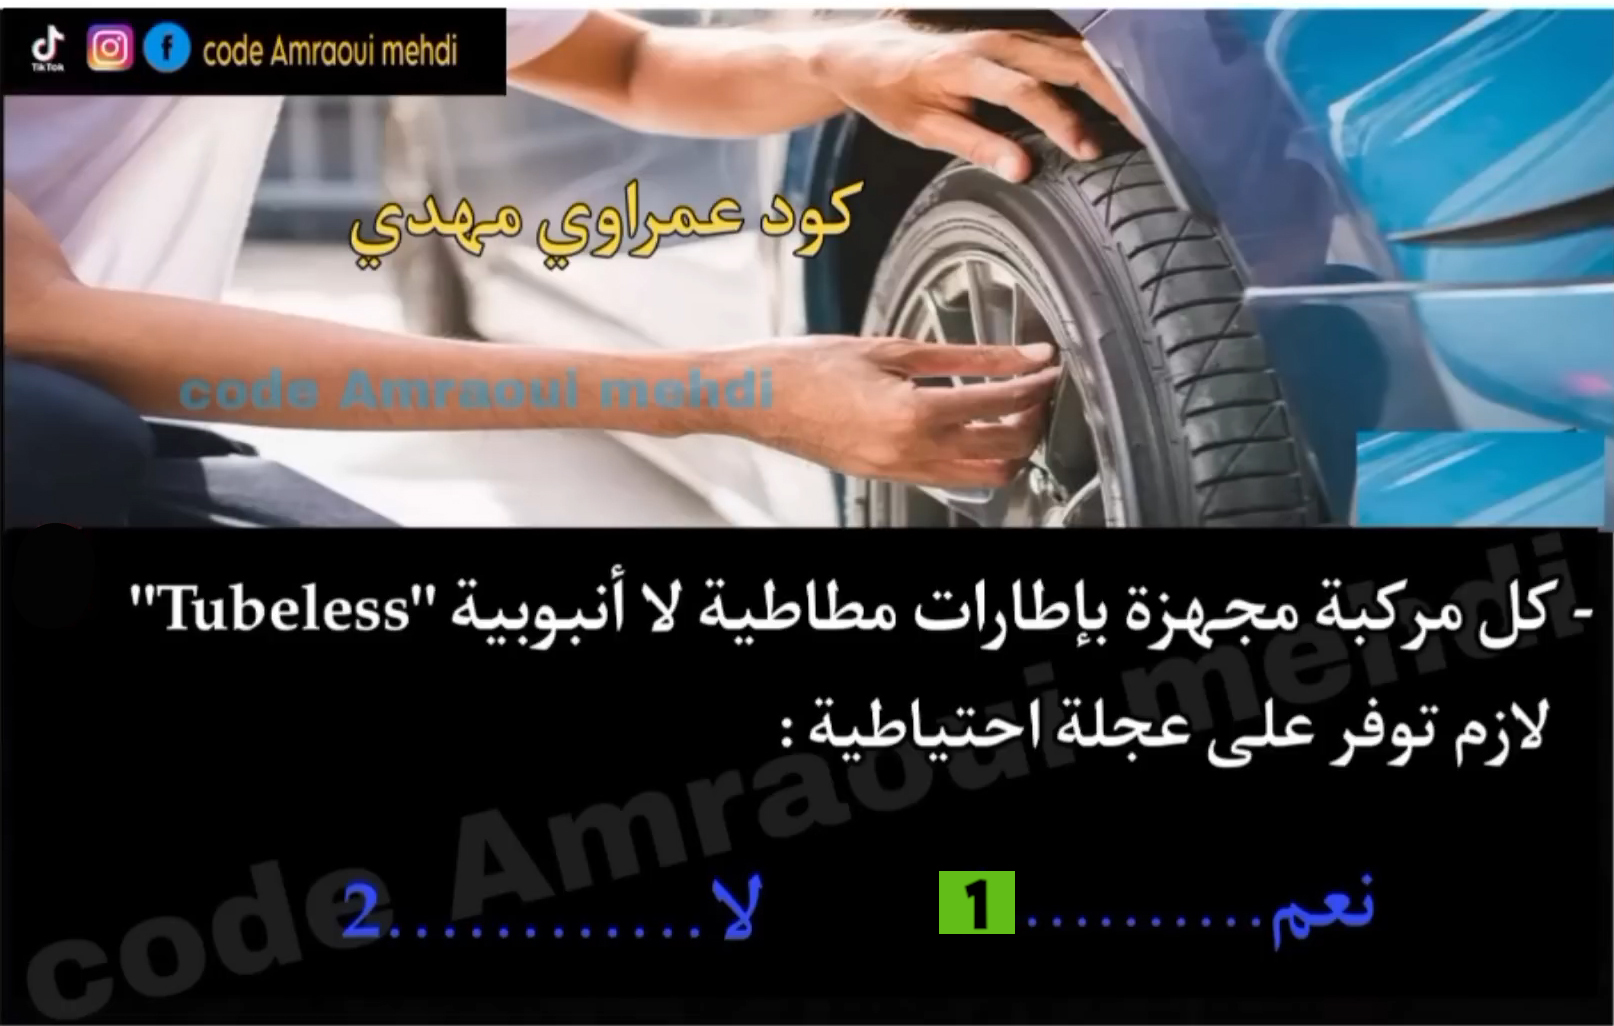 TikTok
code Amraoui mehdi
كود عمراوي مهدي
code Amraoui mehdi
- كل مركبة مجهزة بإطارات مطاطية لا أنبوبية "Tubeless"
لازم توفر على عجلة احتياطية :
نعم..........1
لا............2
code Amraoui mehdi